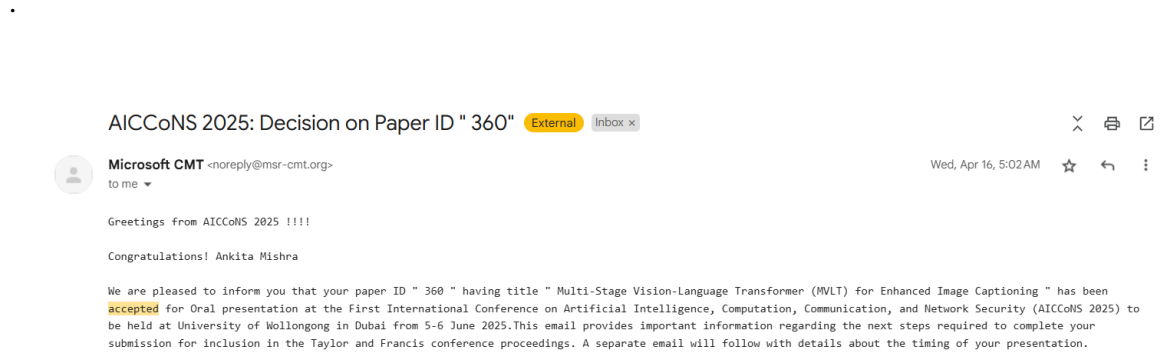 AICCoNS 2025: Decision on Paper ID " 360" External Inbox ×
Microsoft CMT <noreply@msr-cmt.org> Wed, Apr 16, 5:02 AM
to me
Greetings from AICCoNS 2025 !!!!
Congratulations! Ankita Mishra
We are pleased to inform you that your paper ID " 360 " having title " Multi-Stage Vision-Language Transformer (MVLT) for Enhanced Image Captioning " has been
accepted for Oral presentation at the First International Conference on Artificial Intelligence, Computation, Communication, and Network Security (AICCoNS 2025) to
be held at University of Wollongong in Dubai from 5-6 June 2025.This email provides important information regarding the next steps required to complete your
submission for inclusion in the Taylor and Francis conference proceedings. A separate email will follow with details about the timing of your presentation.